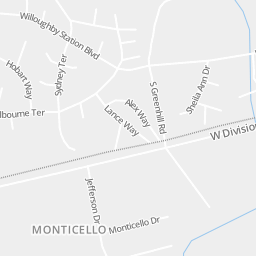 Willoughby Station Blvd
Hobart Way
Sydney Ter
S Greenhill Rd
Sheila Ann Dr
Alex Way
Lance Way
elbourne Ter
W Division
Jefferson Dr
MONTICELLO
Monticello Dr